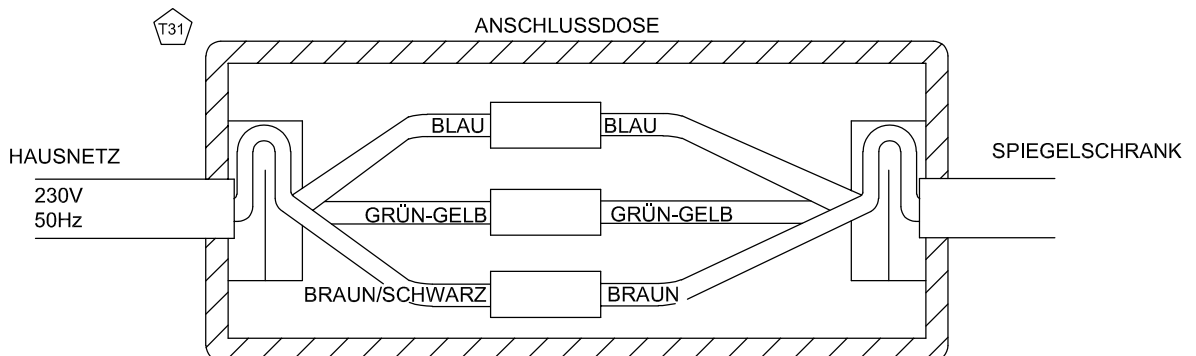 T31
ANSCHLUSSDOSE
HAUSNETZ
230V
50Hz
SPIEGELSCHRANK
BLAU
BLAU
GRÜN-GELB
GRÜN-GELB
BRAUN/SCHWARZ
BRAUN